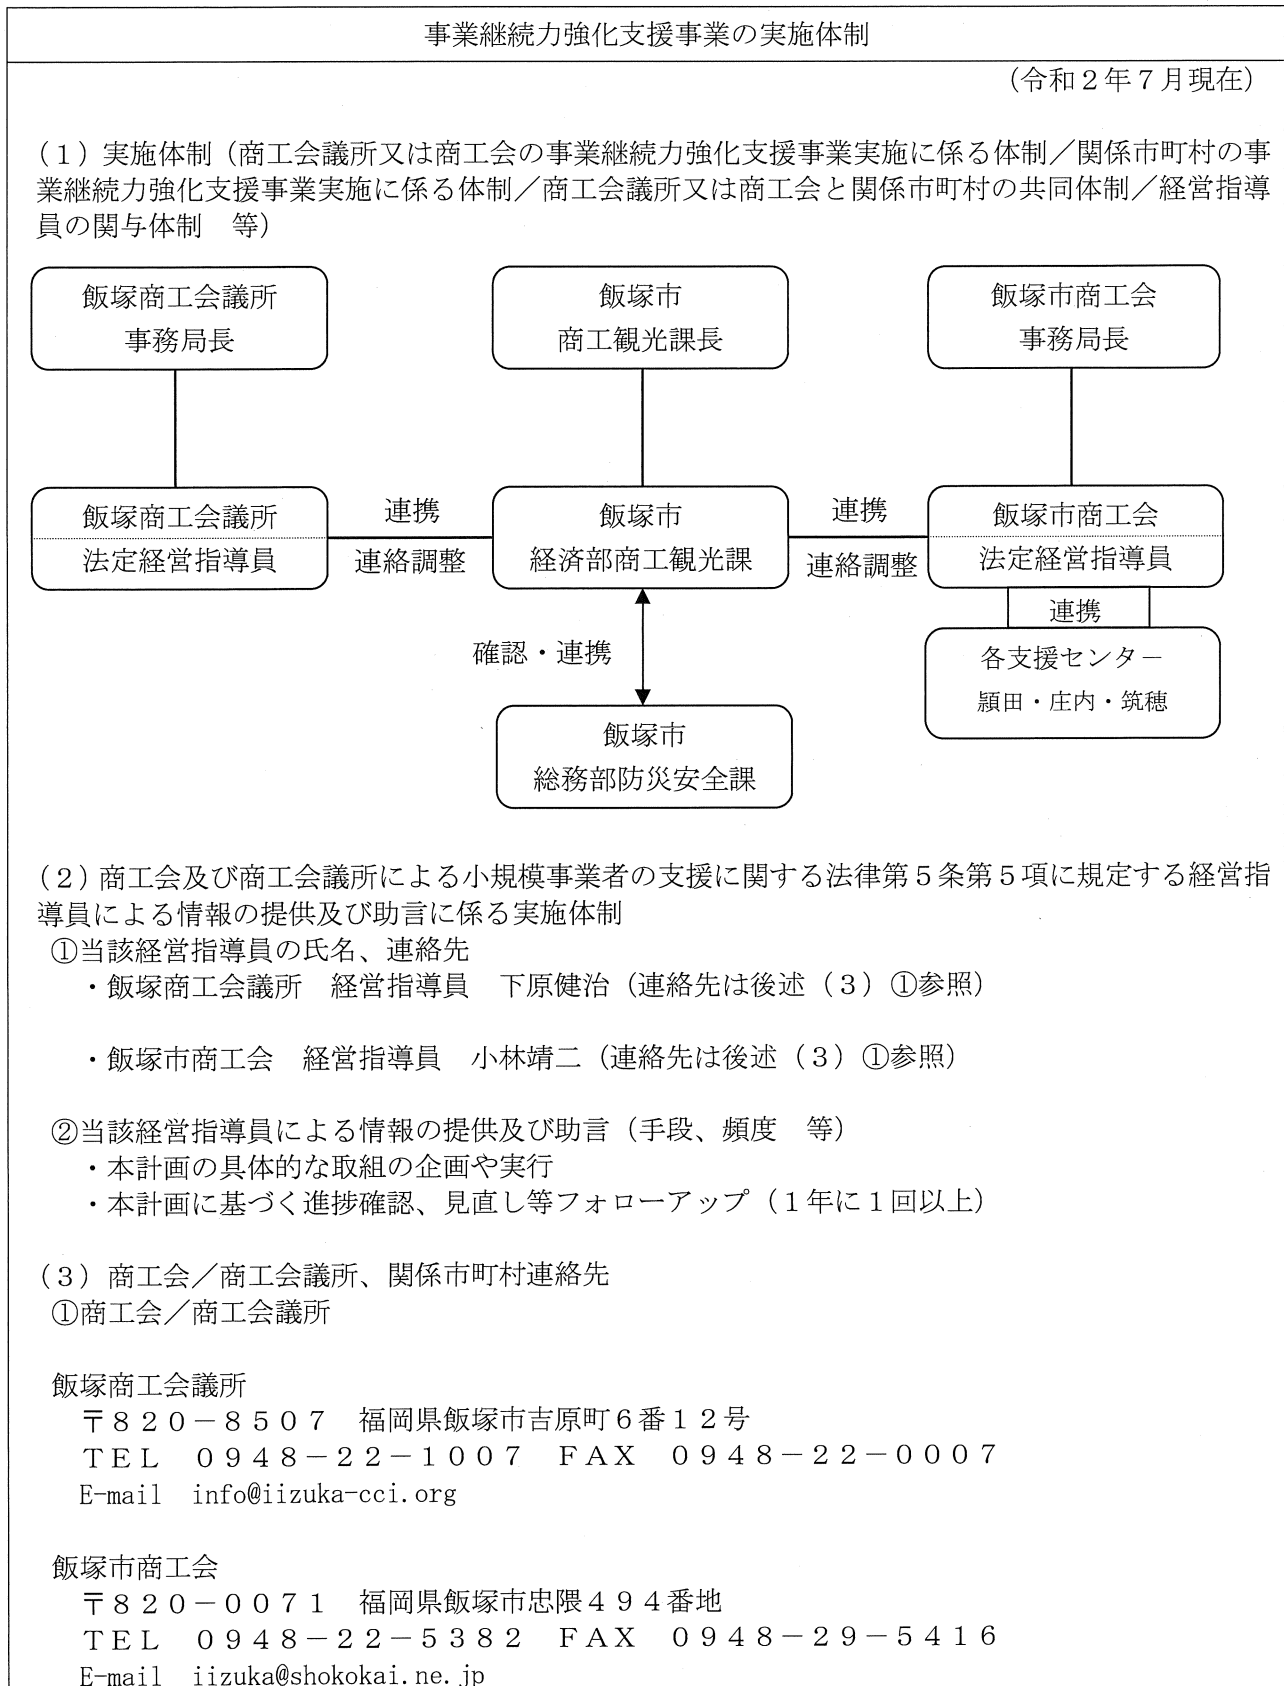 事業継続力強化支援事業の実施体制
（令和２年７月現在）
（１）実施体制（商工会議所又は商工会の事業継続力強化支援事業実施に係る体制／関係市町村の事
業継続力強化支援事業実施に係る体制／商工会議所又は商工会と関係市町村の共同体制／経営指導
員の関与体制　等）
飯塚商工会議所
事務局長
飯塚市
商工観光課長
飯塚市商工会
事務局長
飯塚商工会議所
法定経営指導員
連携
連絡調整
飯塚市
経済部商工観光課
連携
連絡調整
飯塚市商工会
法定経営指導員
連携
各支援センター
頴田・庄内・筑穂
確認・連携
飯塚市
総務部防災安全課
（２）商工会及び商工会議所による小規模事業者の支援に関する法律第５条第５項に規定する経営指
導員による情報の提供及び助言に係る実施体制
①当該経営指導員の氏名、連絡先
・飯塚商工会議所　経営指導員　下原健治（連絡先は後述（３）①参照）
・飯塚市商工会　経営指導員　小林靖二（連絡先は後述（３）①参照）
②当該経営指導員による情報の提供及び助言（手段、頻度　等）
・本計画の具体的な取組の企画や実行
・本計画に基づく進捗確認、見直し等フォローアップ（１年に１回以上）
（３）商工会／商工会議所、関係市町村連絡先
①商工会／商工会議所
飯塚商工会議所
〒８２０－８５０７　福岡県飯塚市吉原町６番１２号
ＴＥＬ　０９４８－２２－１００７　ＦＡＸ　０９４８－２２－０００７
E-mail　info@iizuka-cci.org
飯塚市商工会
〒８２０－００７１　福岡県飯塚市忠隈４９４番地
ＴＥＬ　０９４８－２２－５３８２　ＦＡＸ　０９４８－２９－５４１６
E-mail　iizuka@shokokai.ne.jp